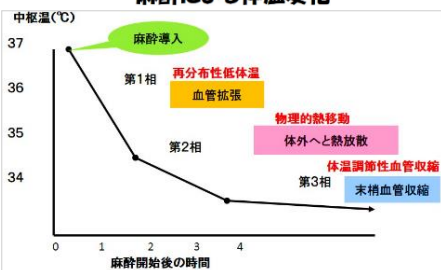 中枢温(℃)
37
36
35
34
麻酔導入
第1相
再分布性低体温
血管拡張
第2相
物理的熱移動
体外へと熱放散
第3相
体温調節性血管収縮
末梢血管収縮
0 1 2 3 4
麻酔開始後の時間